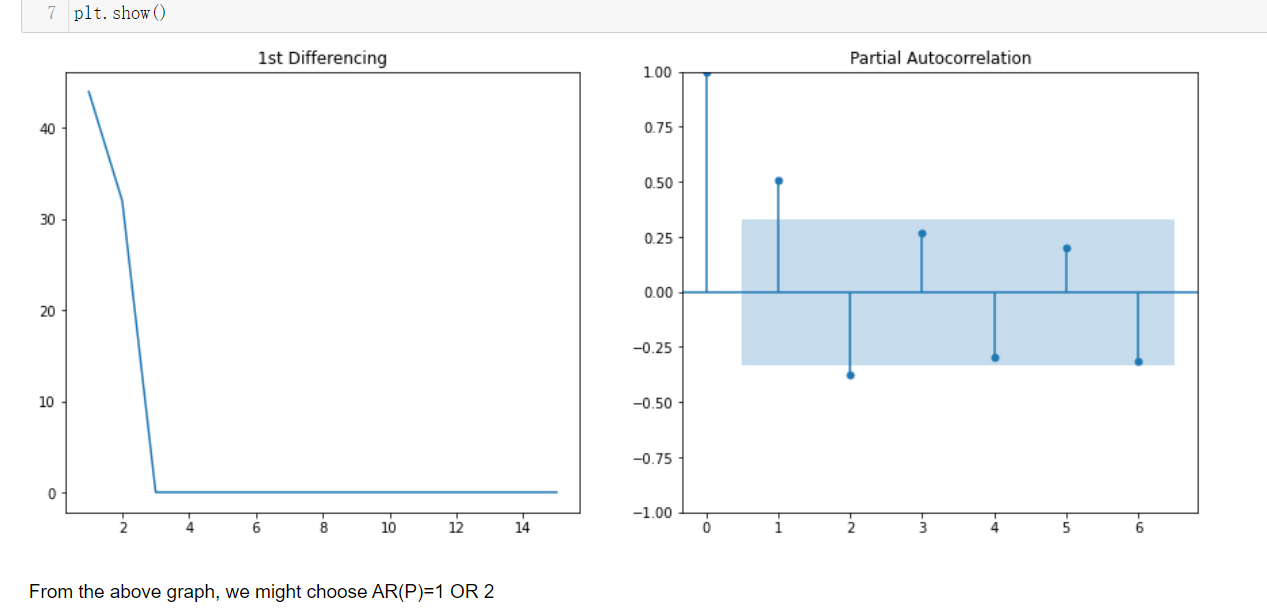 7 plt.show()
1st Differencing
Partial Autocorrelation
40
30
20
10
0
2 4 6 8 10 12 14
1.00
0.75
0.50
0.25
0.00
−0.25
−0.50
−0.75
−1.00
0 1 2 3 4 5 6
From the above graph, we might choose AR(P)=1 OR 2